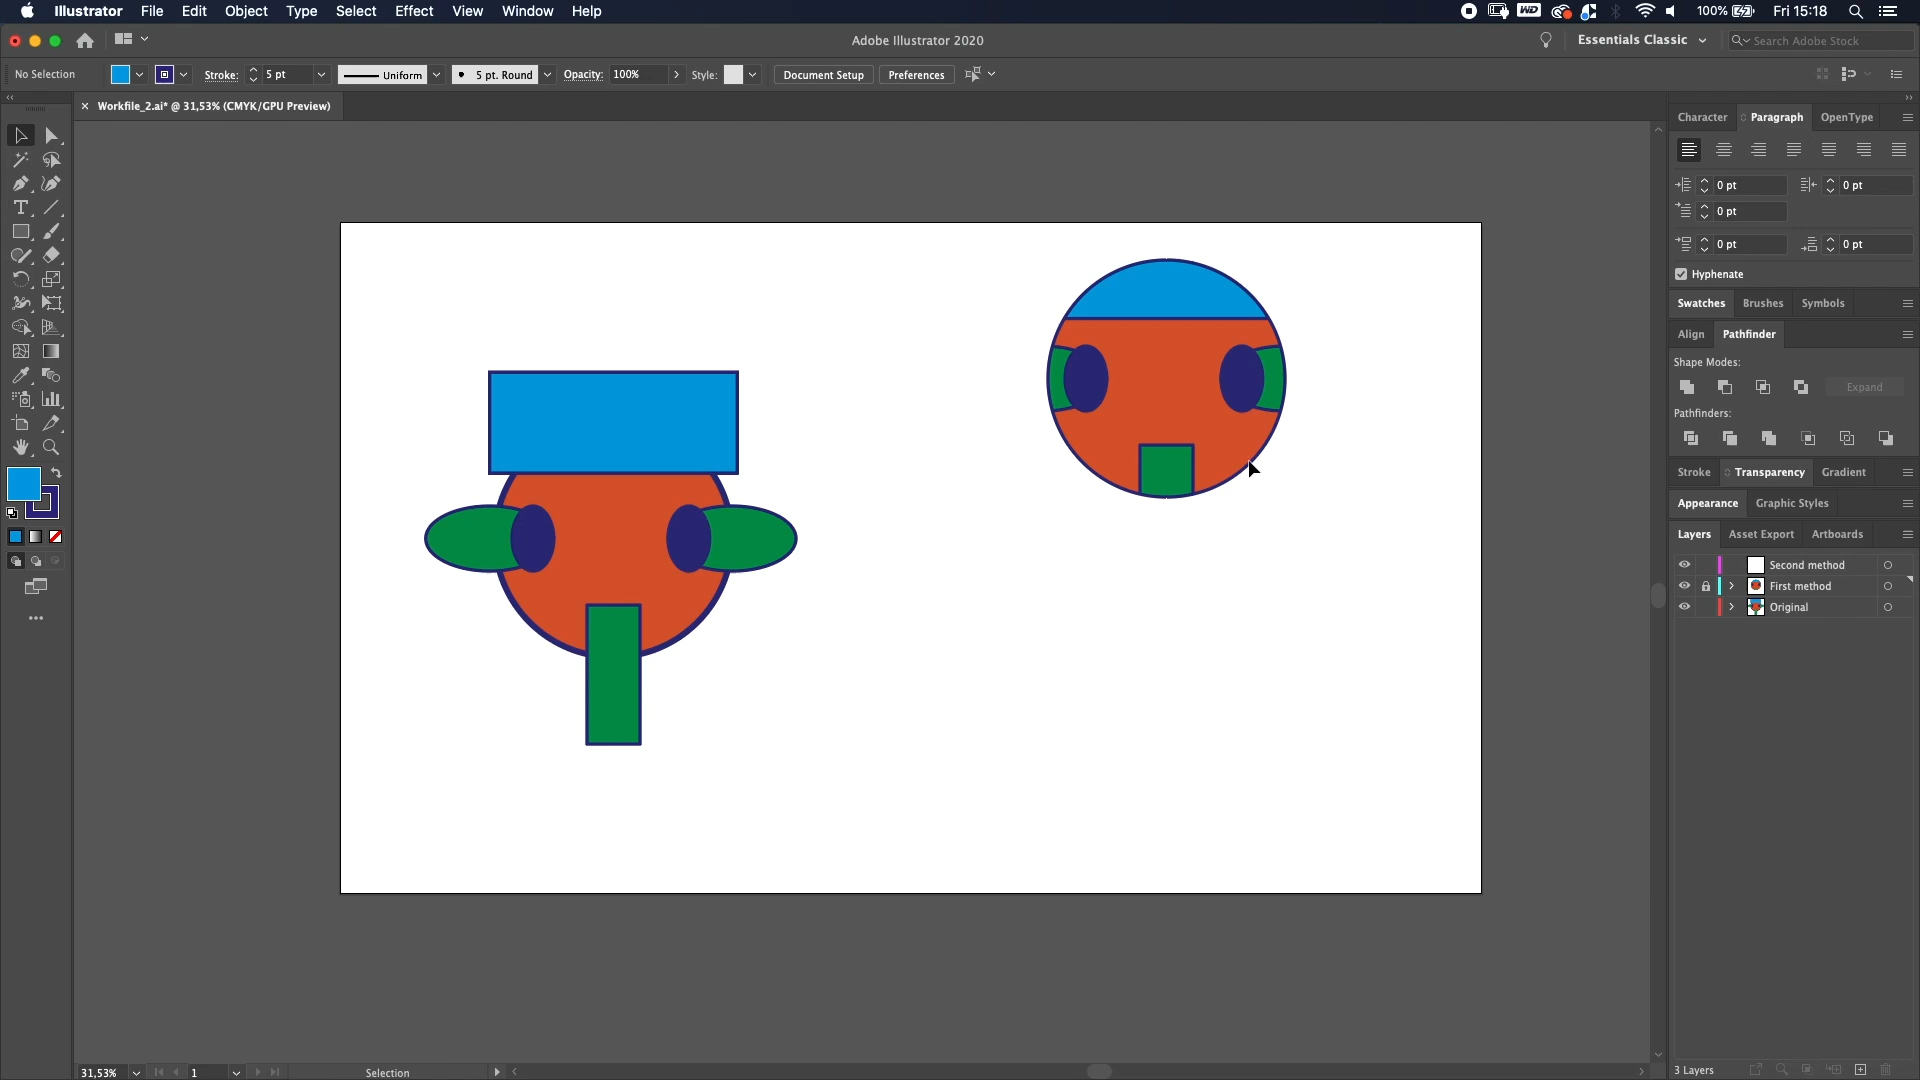 Illustrator File Edit Object Type Select Effect View Window Help
WD 100% Fri 15:18
Adobe Illustrator 2020
Essentials Classic Search Adobe Stock
No Selection Stroke: 5 pt Uniform 5 pt. Round Opacity: 100% Style: Document Setup Preferences
Workfile_2.ai* @ 31,53% (CMYK/GPU Preview)
Character Paragraph OpenType
0 pt 0 pt
0 pt
0 pt 0 pt
Hyphenate
Swatches Brushes Symbols
Align Pathfinder
Shape Modes:
Expand
Pathfinders:
Stroke Transparency Gradient
Appearance Graphic Styles
Layers Asset Export Artboards
Second method
First method
Original
31,53% 1 Selection
3 Layers